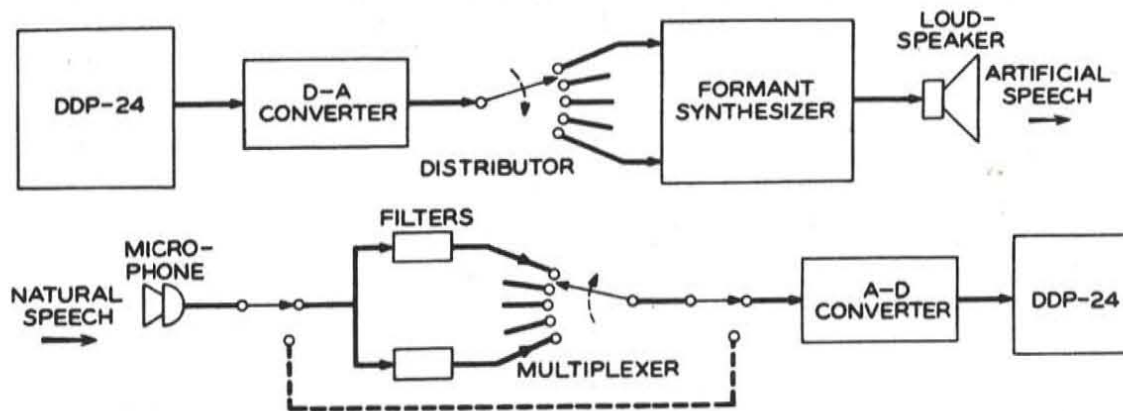 DDP-24
D-A
CONVERTER
DISTRIBUTOR
FORMANT
SYNTHESIZER
LOUD-
SPEAKER
ARTIFICIAL
SPEECH
NATURAL
SPEECH
MICRO-
PHONE
FILTERS
MULTIPLEXER
A-D
CONVERTER
DDP-24